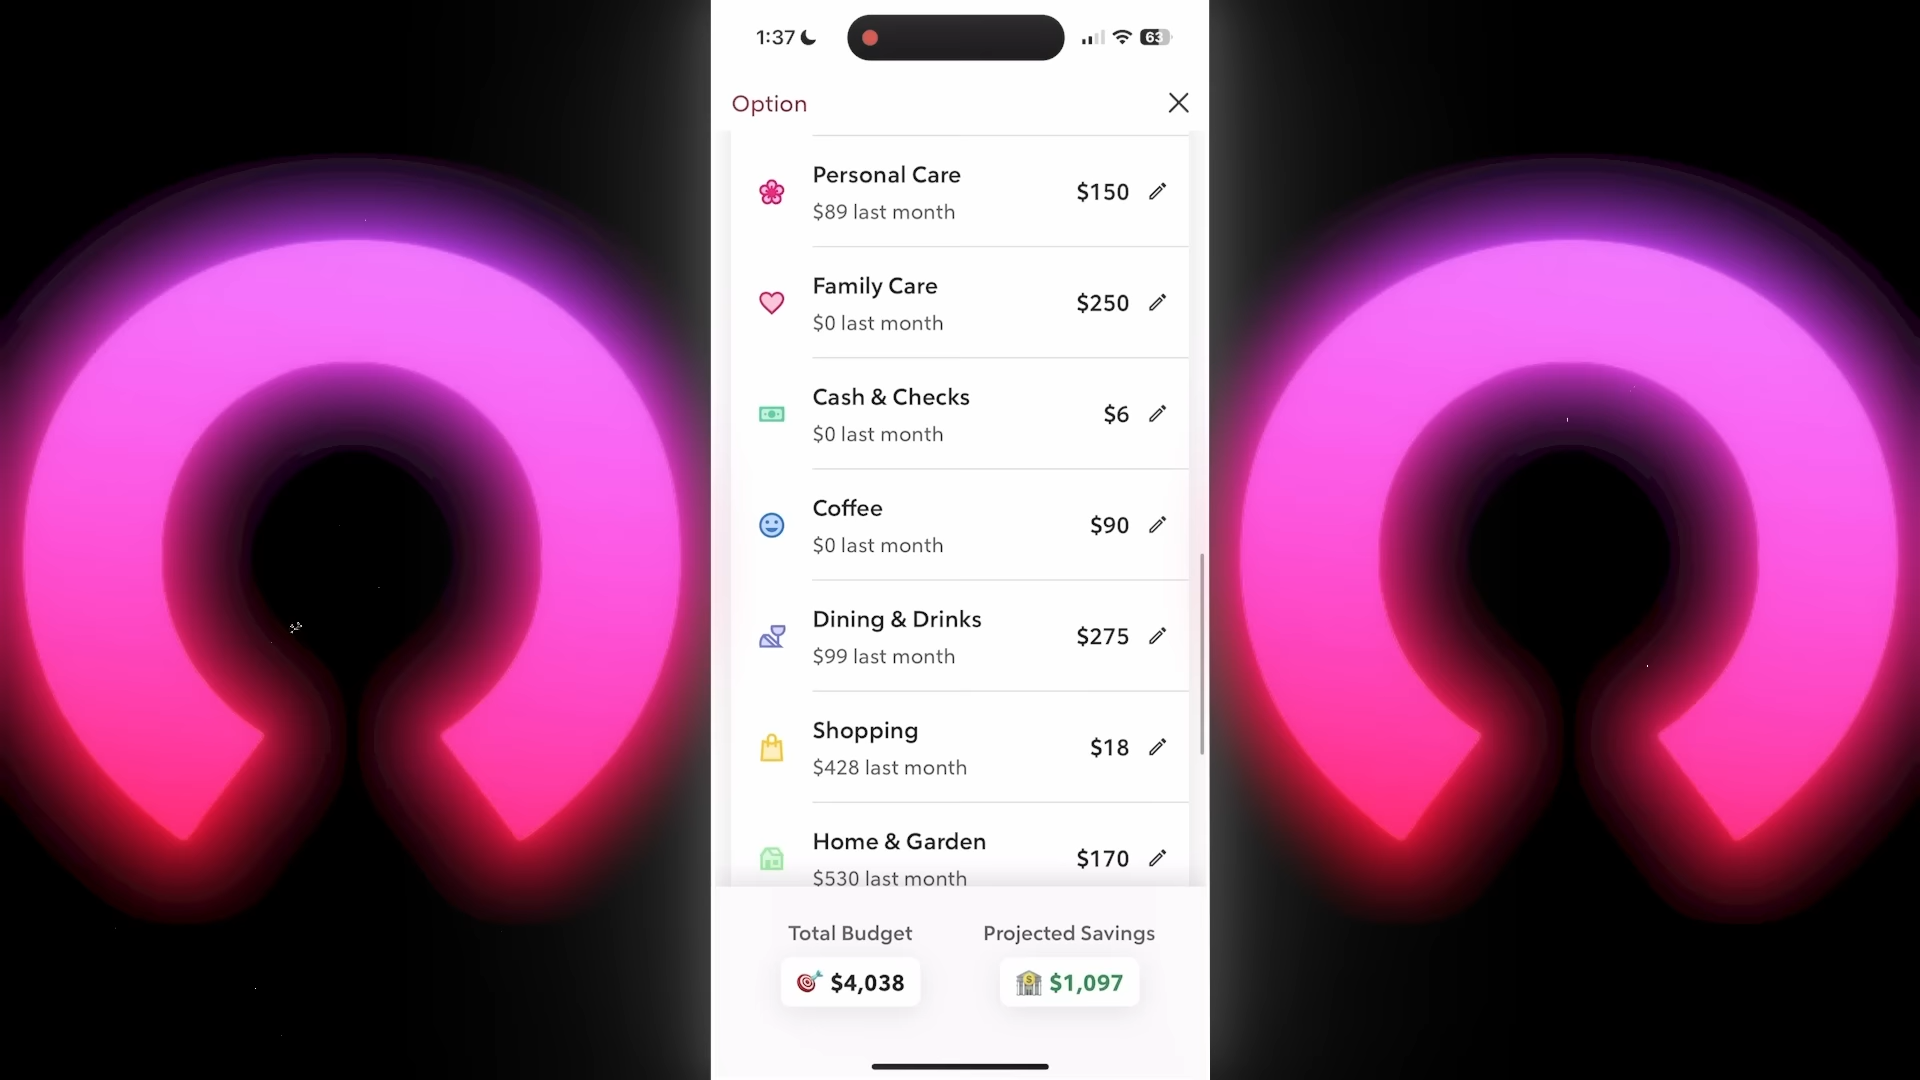 1:37
63
Option
Personal Care
$150
$89 last month
Family Care
$250
$0 last month
Cash & Checks
$6
$0 last month
Coffee
$90
$0 last month
Dining & Drinks
$275
$99 last month
Shopping
$18
$428 last month
Home & Garden
$170
$530 last month
Total Budget
Projected Savings
$4,038
$1,097